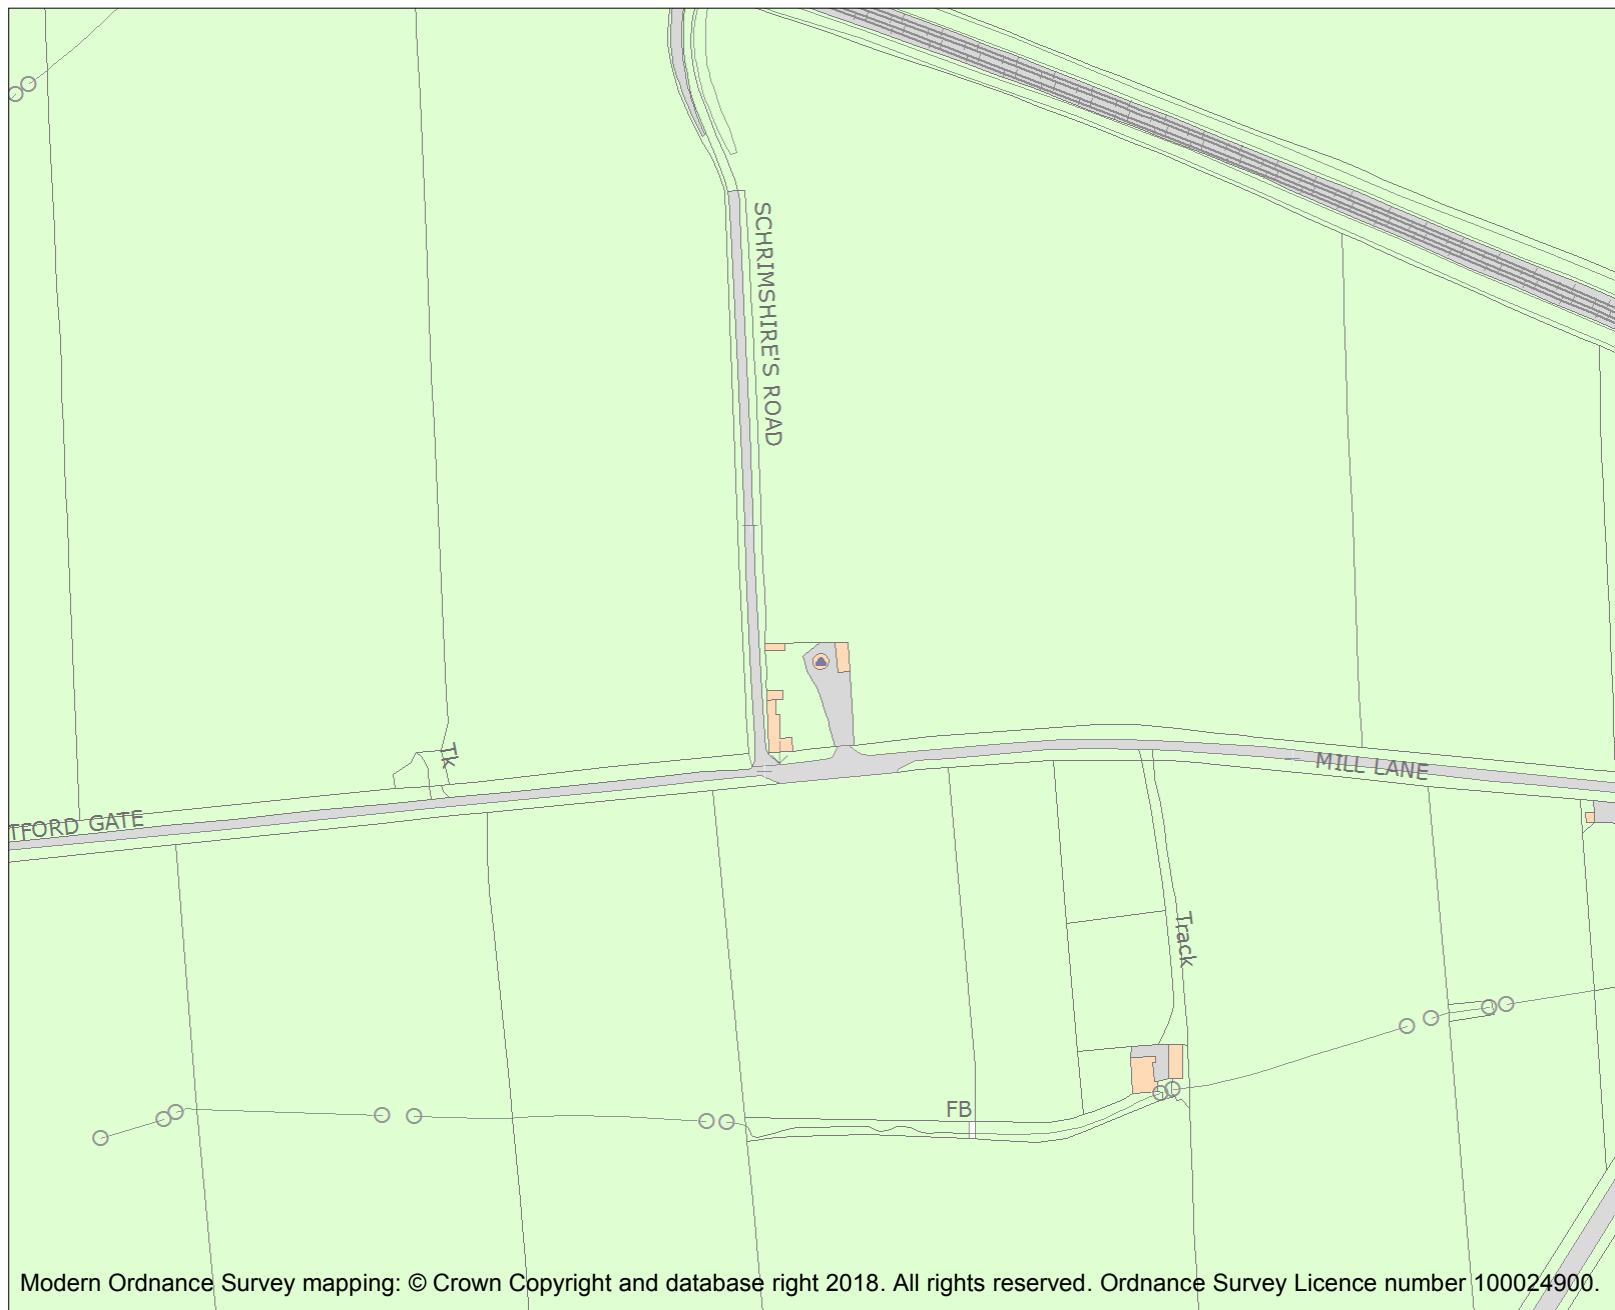 SCHRIMSHIRE'S ROAD
Tk
MILL LANE
TFORD GATE
Track
FB
Modern Ordnance Survey mapping: © Crown Copyright and database right 2018. All rights reserved. Ordnance Survey Licence number 100024900.